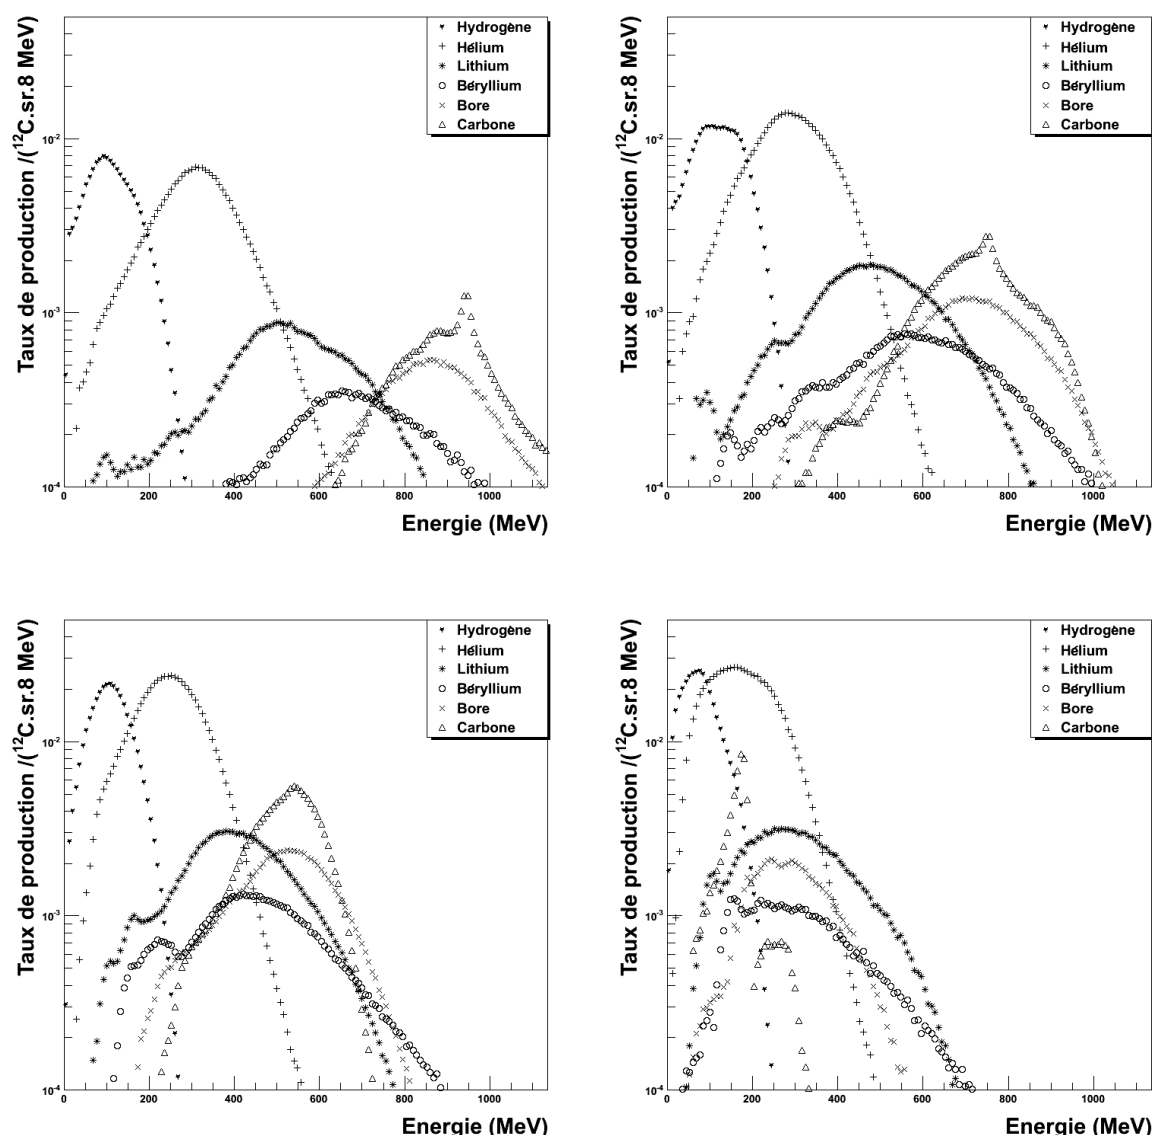 Taux de production /(¹²C.sr.8 MeV)
Hydrogène
Hélium
Lithium
Béryllium
Bore
Carbone
10⁻²
10⁻³
10⁻⁴
0 200 400 600 800 1000
Energie (MeV)
Taux de production /(¹²C.sr.8 MeV)
Hydrogène
Hélium
Lithium
Béryllium
Bore
Carbone
10⁻²
10⁻³
10⁻⁴
0 200 400 600 800 1000
Energie (MeV)
Taux de production /(¹²C.sr.8 MeV)
Hydrogène
Hélium
Lithium
Béryllium
Bore
Carbone
10⁻²
10⁻³
10⁻⁴
0 200 400 600 800 1000
Energie (MeV)
Taux de production /(¹²C.sr.8 MeV)
Hydrogène
Hélium
Lithium
Béryllium
Bore
Carbone
10⁻²
10⁻³
10⁻⁴
0 200 400 600 800 1000
Energie (MeV)